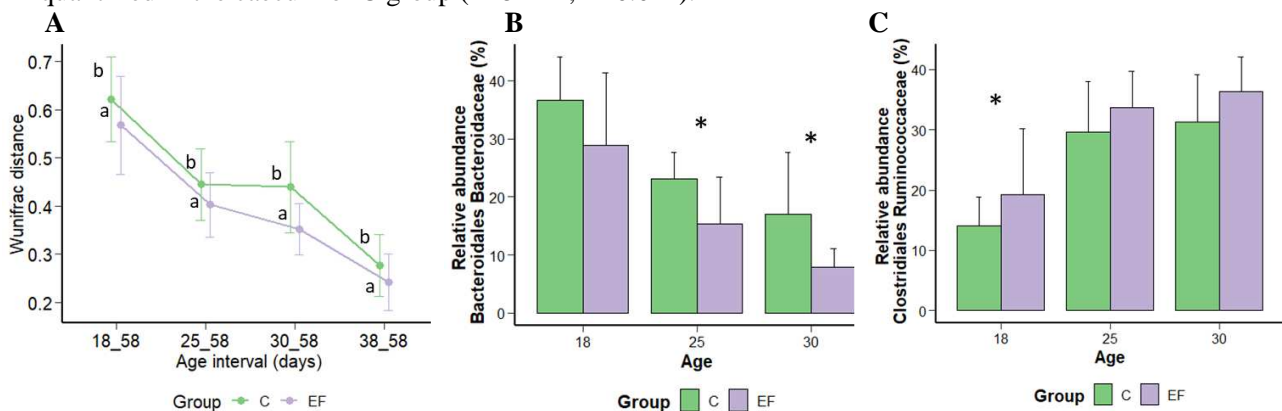 A
B
C
Wunifrac distance
0.7
0.6
0.5
0.4
0.3
0.2
b
a
b
a
b
a
b
a
18_58
25_58
30_58
38_58
Age interval (days)
Group C EF
Relative abundance
Bacteroidales Bacteroidaceae (%)
40
30
20
10
0
*
*
18
25
30
Age
Group C EF
Relative abundance
Clostridiales Ruminoccaceae (%)
40
30
20
10
0
*
18
25
30
Age
Group C EF